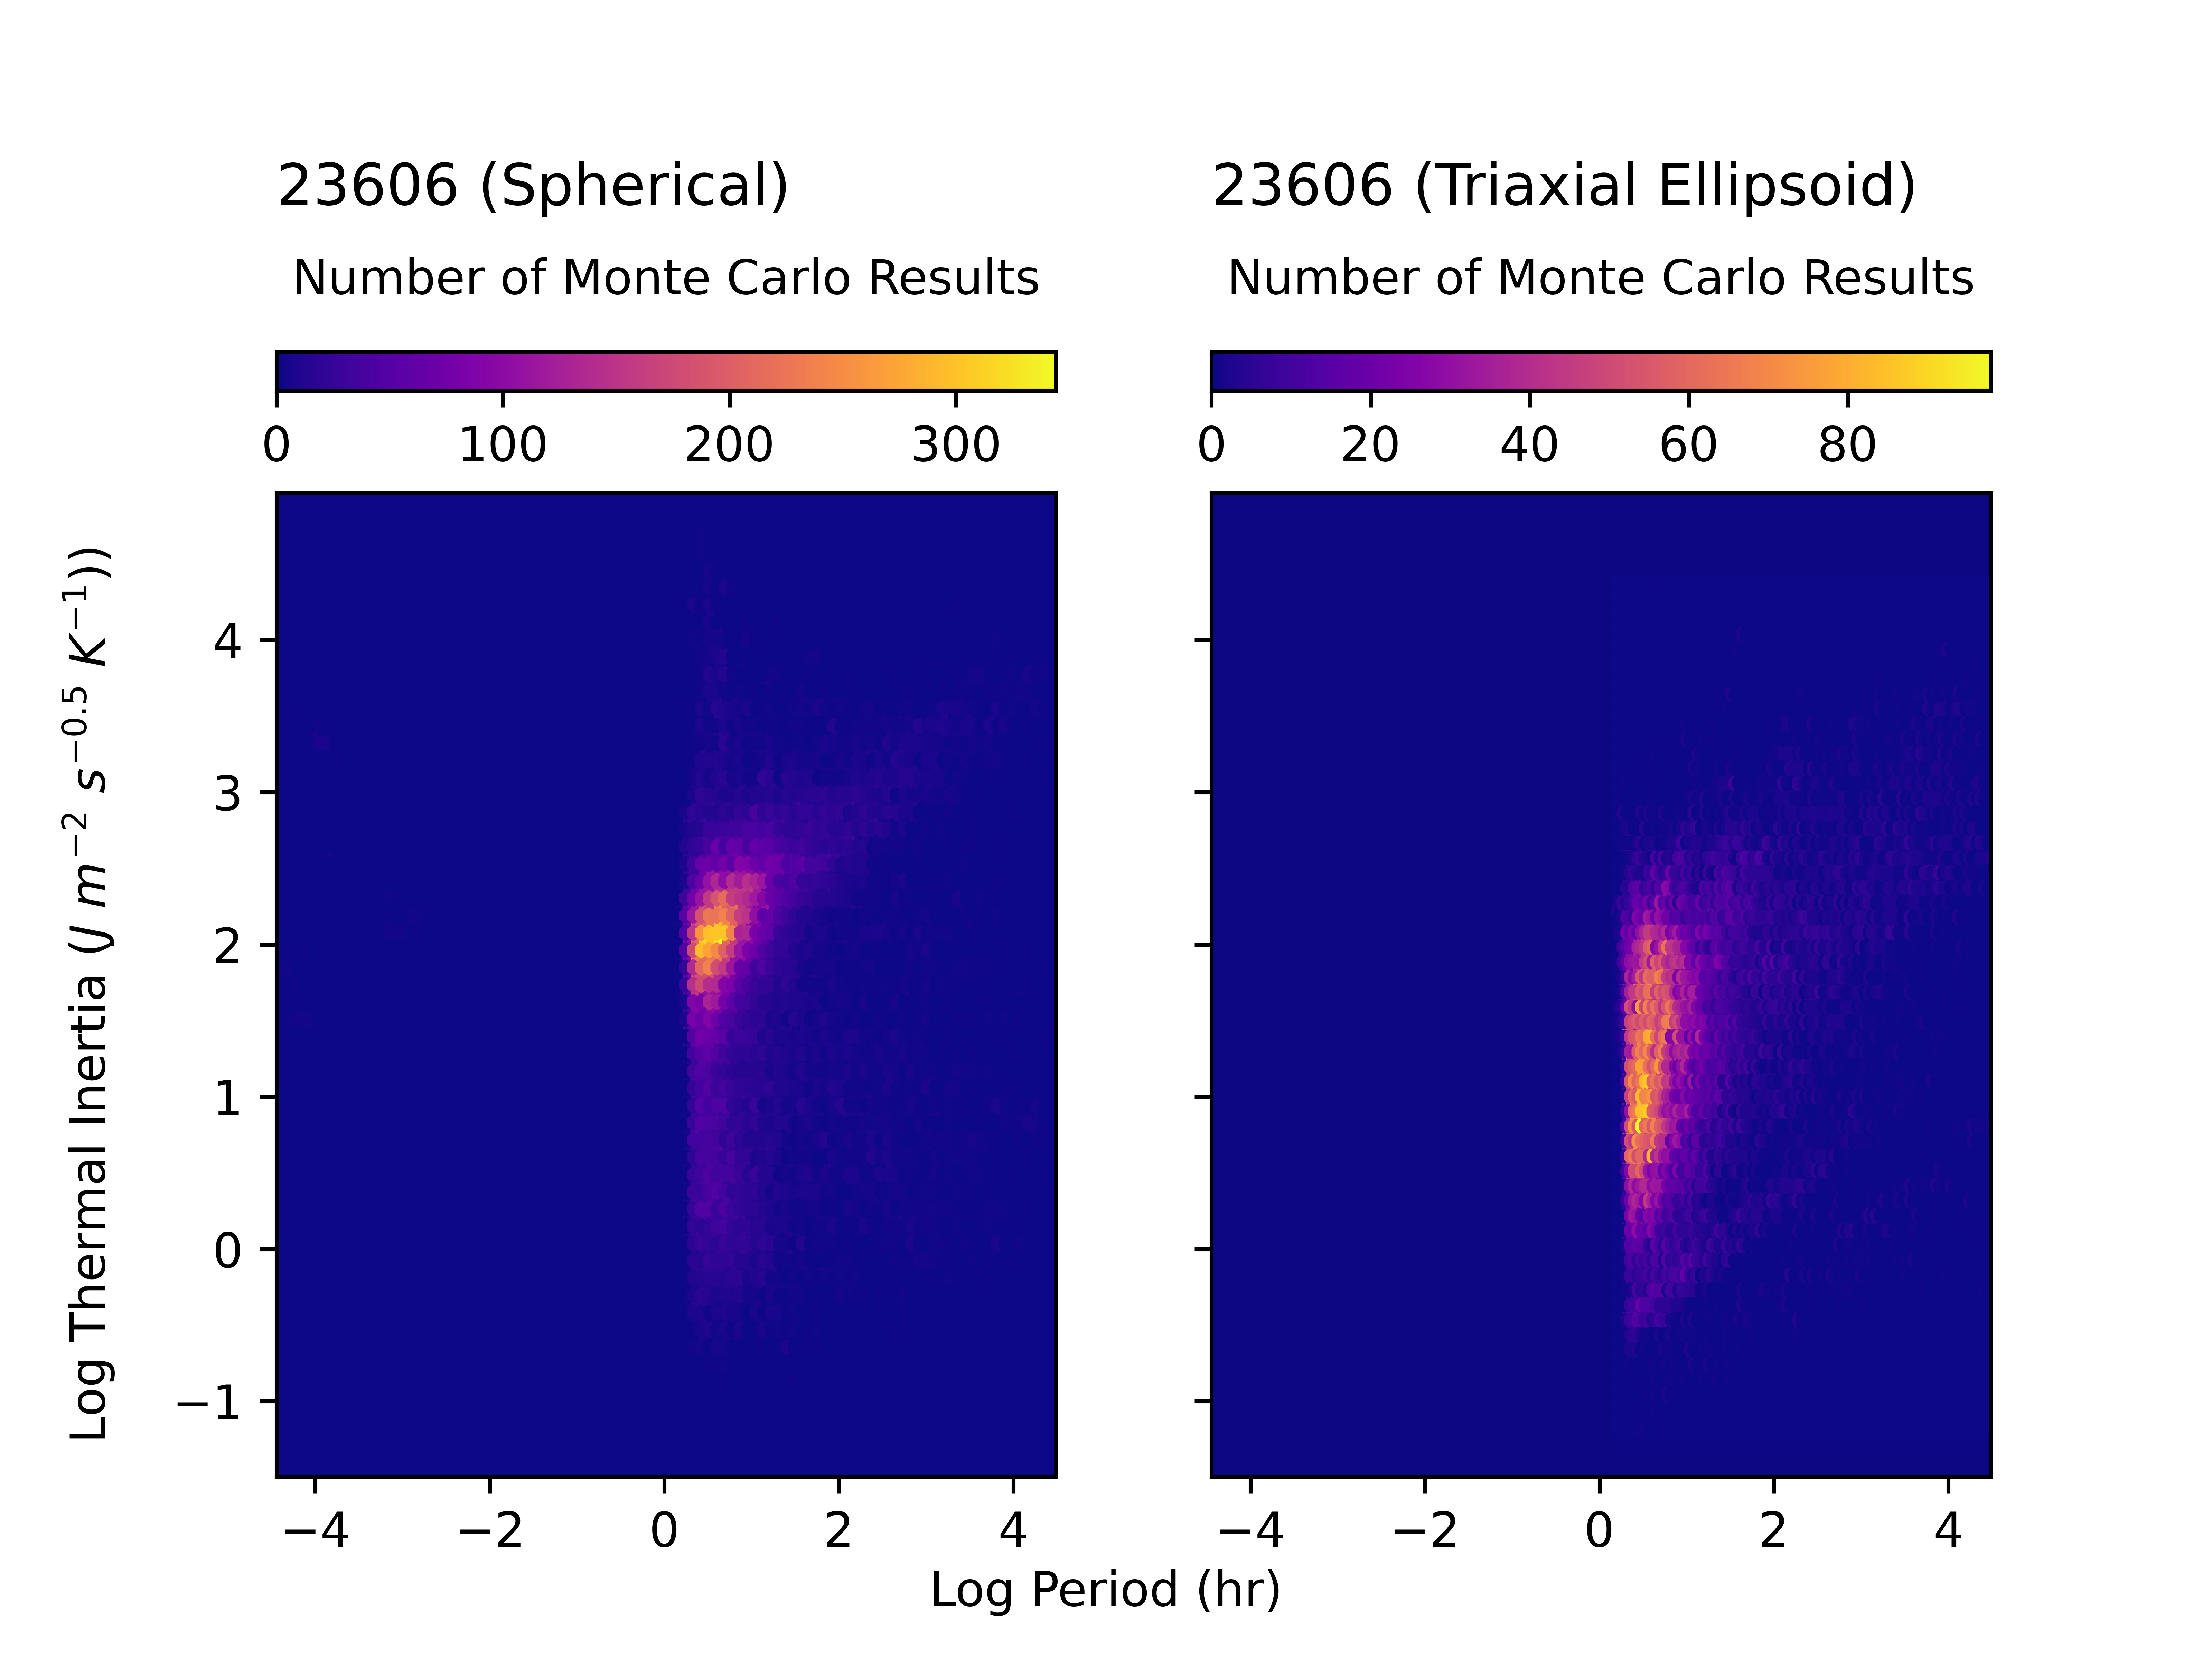 23606 (Spherical)
Number of Monte Carlo Results
0 100 200 300
23606 (Triaxial Ellipsoid)
Number of Monte Carlo Results
0 20 40 60 80
Log Thermal Inertia (J m⁻² s⁻⁰·⁵ K⁻¹))
4
3
2
1
0
−1
−4 −2 0 2 4
−4 −2 0 2 4
Log Period (hr)